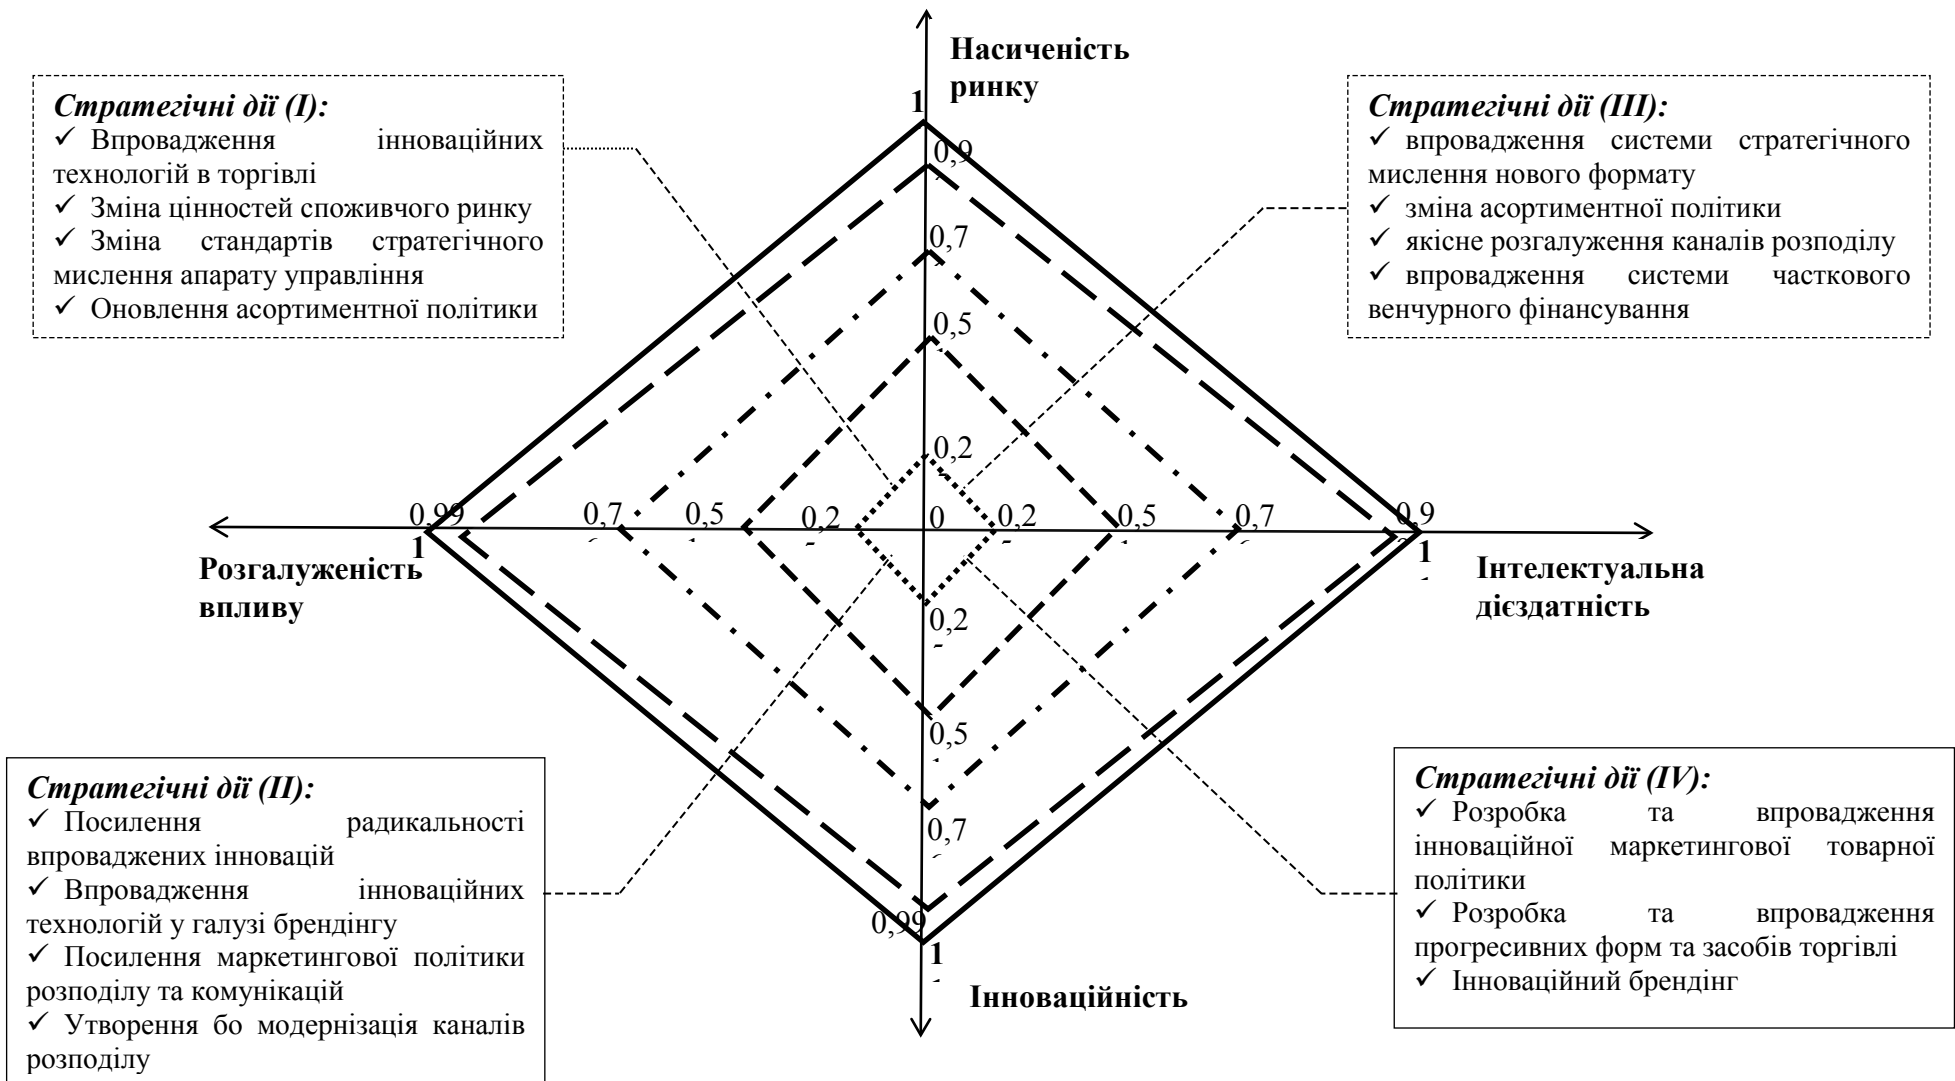 Насиченість
ринку
Стратегічні дії (I):
✓ Впровадження інноваційних
технологій в торгівлі
✓ Зміна цінностей споживчого ринку
✓ Зміна стандартів стратегічного
мислення апарату управління
✓ Оновлення асортиментної політики
Стратегічні дії (III):
✓ впровадження системи стратегічного
мислення нового формату
✓ зміна асортиментної політики
✓ якісне розгалуження каналів розподілу
✓ впровадження системи часткового
венчурного фінансування
1
0,9
0,7
0,5
0,2
0,99
0,7
0,5
0,2
0
0,2
0,5
0,7
0,9
1
1
Розгалуженість
впливу
Інтелектуальна
дієздатність
0,2
0,5
0,7
0,99
1
Інноваційність
Стратегічні дії (II):
✓ Посилення радикальності
впроваджених інновацій
✓ Впровадження інноваційних
технологій у галузі брендінгу
✓ Посилення маркетингової політики
розподілу та комунікацій
✓ Утворення бо модернізація каналів
розподілу
Стратегічні дії (IV):
✓ Розробка та впровадження
інноваційної маркетингової товарної
політики
✓ Розробка та впровадження
прогресивних форм та засобів торгівлі
✓ Інноваційний брендінг